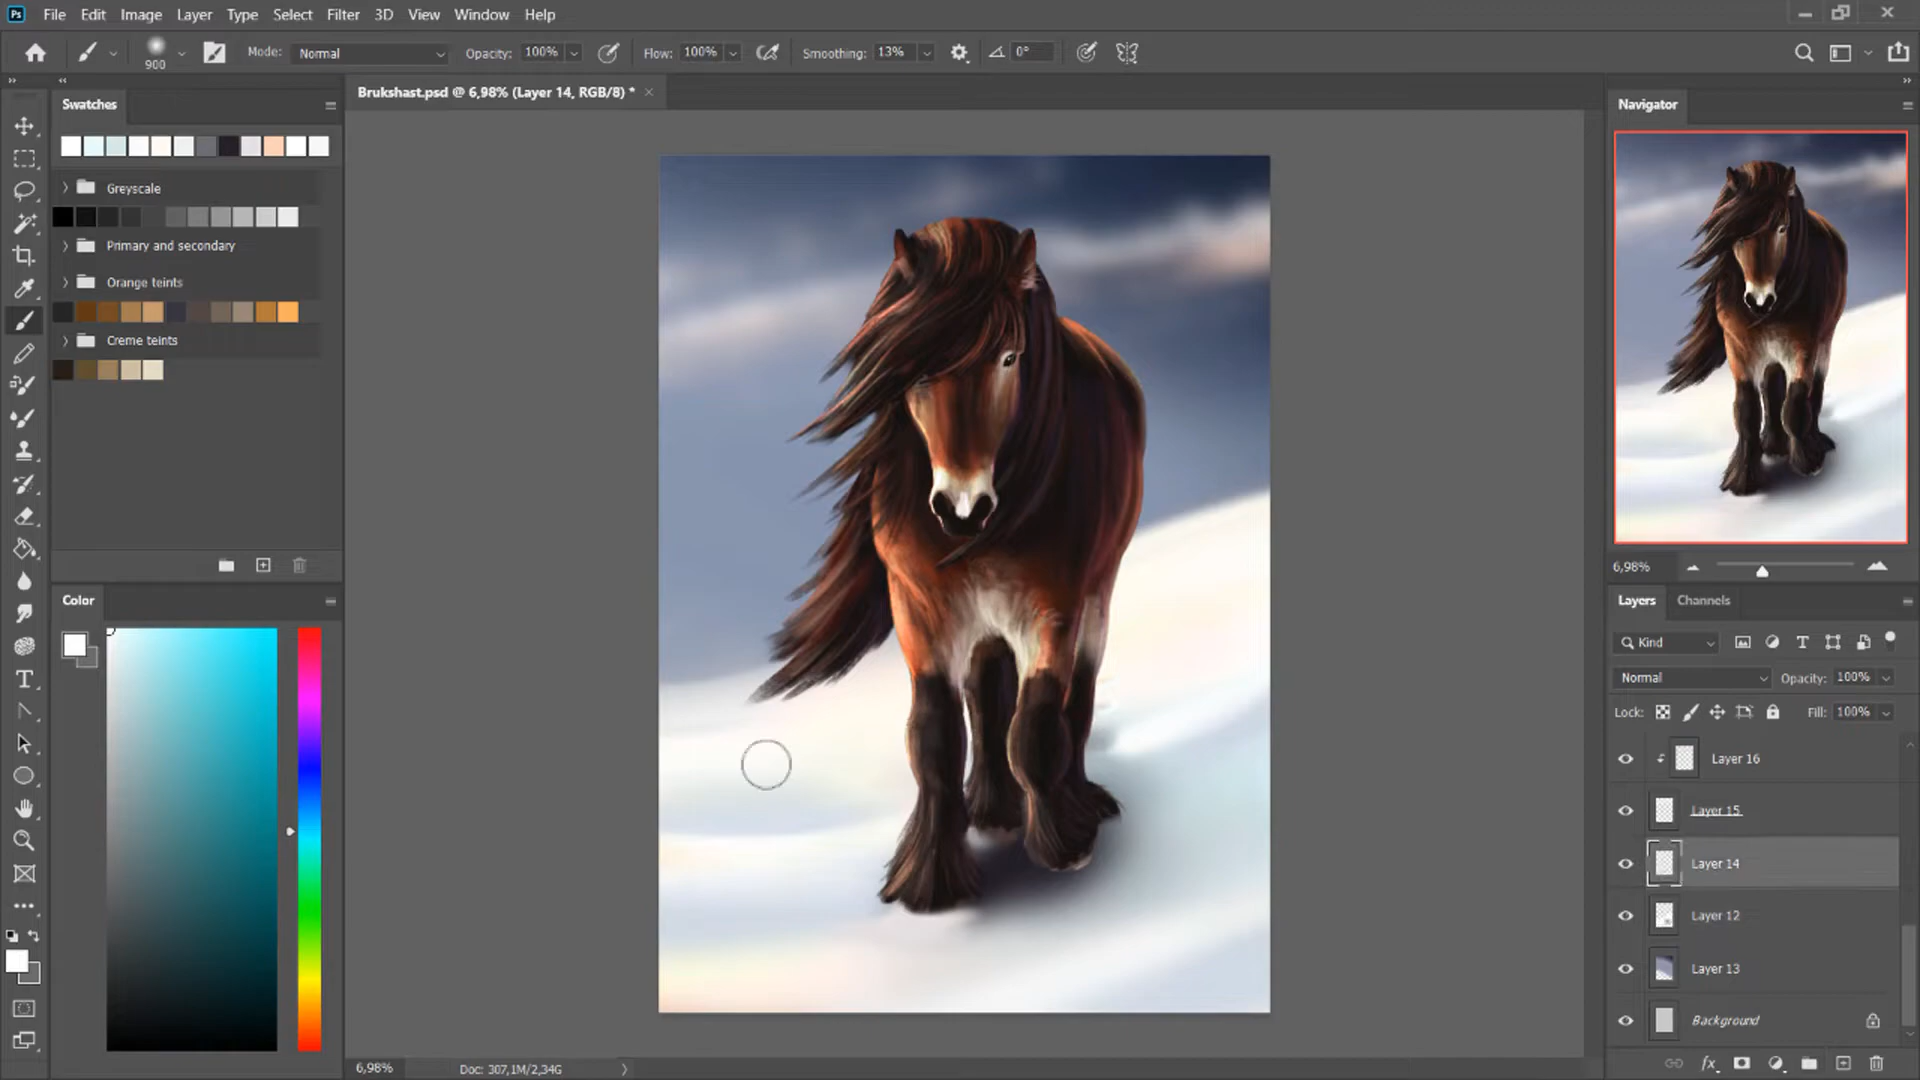 Ps File Edit Image Layer Type Select Filter 3D View Window Help
900 Mode: Normal Opacity: 100% Flow: 100% Smoothing: 13% 0°
Brukshast.psd @ 6,98% (Layer 14, RGB/8) *
Swatches
Greyscale
Primary and secondary
Orange teints
Creme teints
Color
Navigator
6,98%
Layers Channels
Kind
Normal Opacity: 100%
Lock: Fill: 100%
Layer 16
Layer 15
Layer 14
Layer 12
Layer 13
Background
fx
6,98% Doc: 307,1M/2,34G